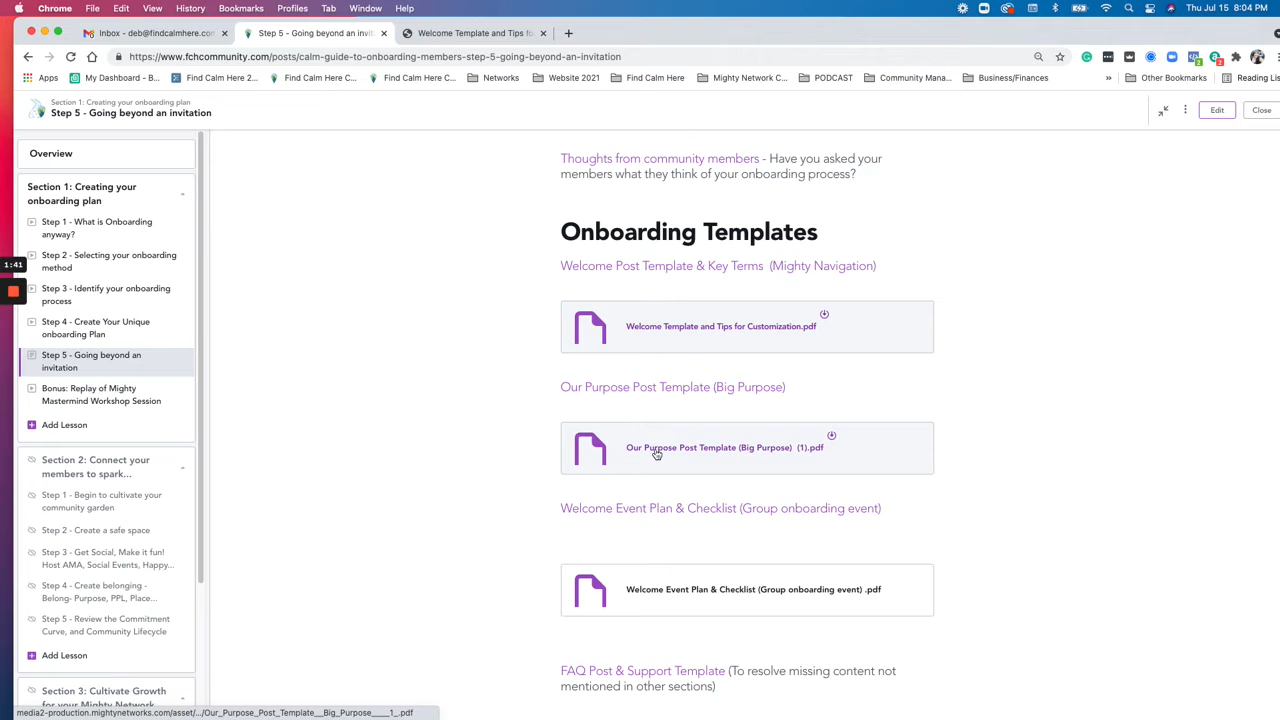 Chrome File Edit View History Bookmarks Profiles Tab Window Help Thu Jul 15 8:04 PM
Inbox - deb@findcalmhere.com
Step 5 - Going beyond an invita
Welcome Template and Tips fo
https://www.fchcommunity.com/posts/calm-guide-to-onboarding-members-step-5-going-beyond-an-invitation
Apps My Dashboard - B... Find Calm Here 2... Find Calm Here C... Find Calm Here C... Networks Website 2021 Find Calm Here Mighty Network C... PODCAST Community Mana... Business/Finances » Other Bookmarks Reading Lis
Section 1: Creating your onboarding plan
Step 5 - Going beyond an invitation
Edit
Close
Overview
Section 1: Creating your
onboarding plan
Step 1 - What is Onboarding
anyway?
Step 2 - Selecting your onboarding
method
1:41
Step 3 - Identify your onboarding
process
Step 4 - Create Your Unique
onboarding Plan
Step 5 - Going beyond an
invitation
Bonus: Replay of Mighty
Mastermind Workshop Session
Add Lesson
Section 2: Connect your
members to spark...
Step 1 - Begin to cultivate your
community garden
Step 2 - Create a safe space
Step 3 - Get Social, Make it fun!
Host AMA, Social Events, Happy...
Step 4 - Create belonging -
Belong- Purpose, PPL, Place...
Step 5 - Review the Commitment
Curve, and Community Lifecycle
Add Lesson
Section 3: Cultivate Growth
for your Mighty Network
Thoughts from community members - Have you asked your
members what they think of your onboarding process?
Onboarding Templates
Welcome Post Template & Key Terms (Mighty Navigation)
Welcome Template and Tips for Customization.pdf
Our Purpose Post Template (Big Purpose)
Our Purpose Post Template (Big Purpose) (1).pdf
Welcome Event Plan & Checklist (Group onboarding event)
Welcome Event Plan & Checklist (Group onboarding event) .pdf
FAQ Post & Support Template (To resolve missing content not
mentioned in other sections)
media2-production.mightynetworks.com/asset/.../Our_Purpose_Post_Template__Big_Purpose_____1_.pdf